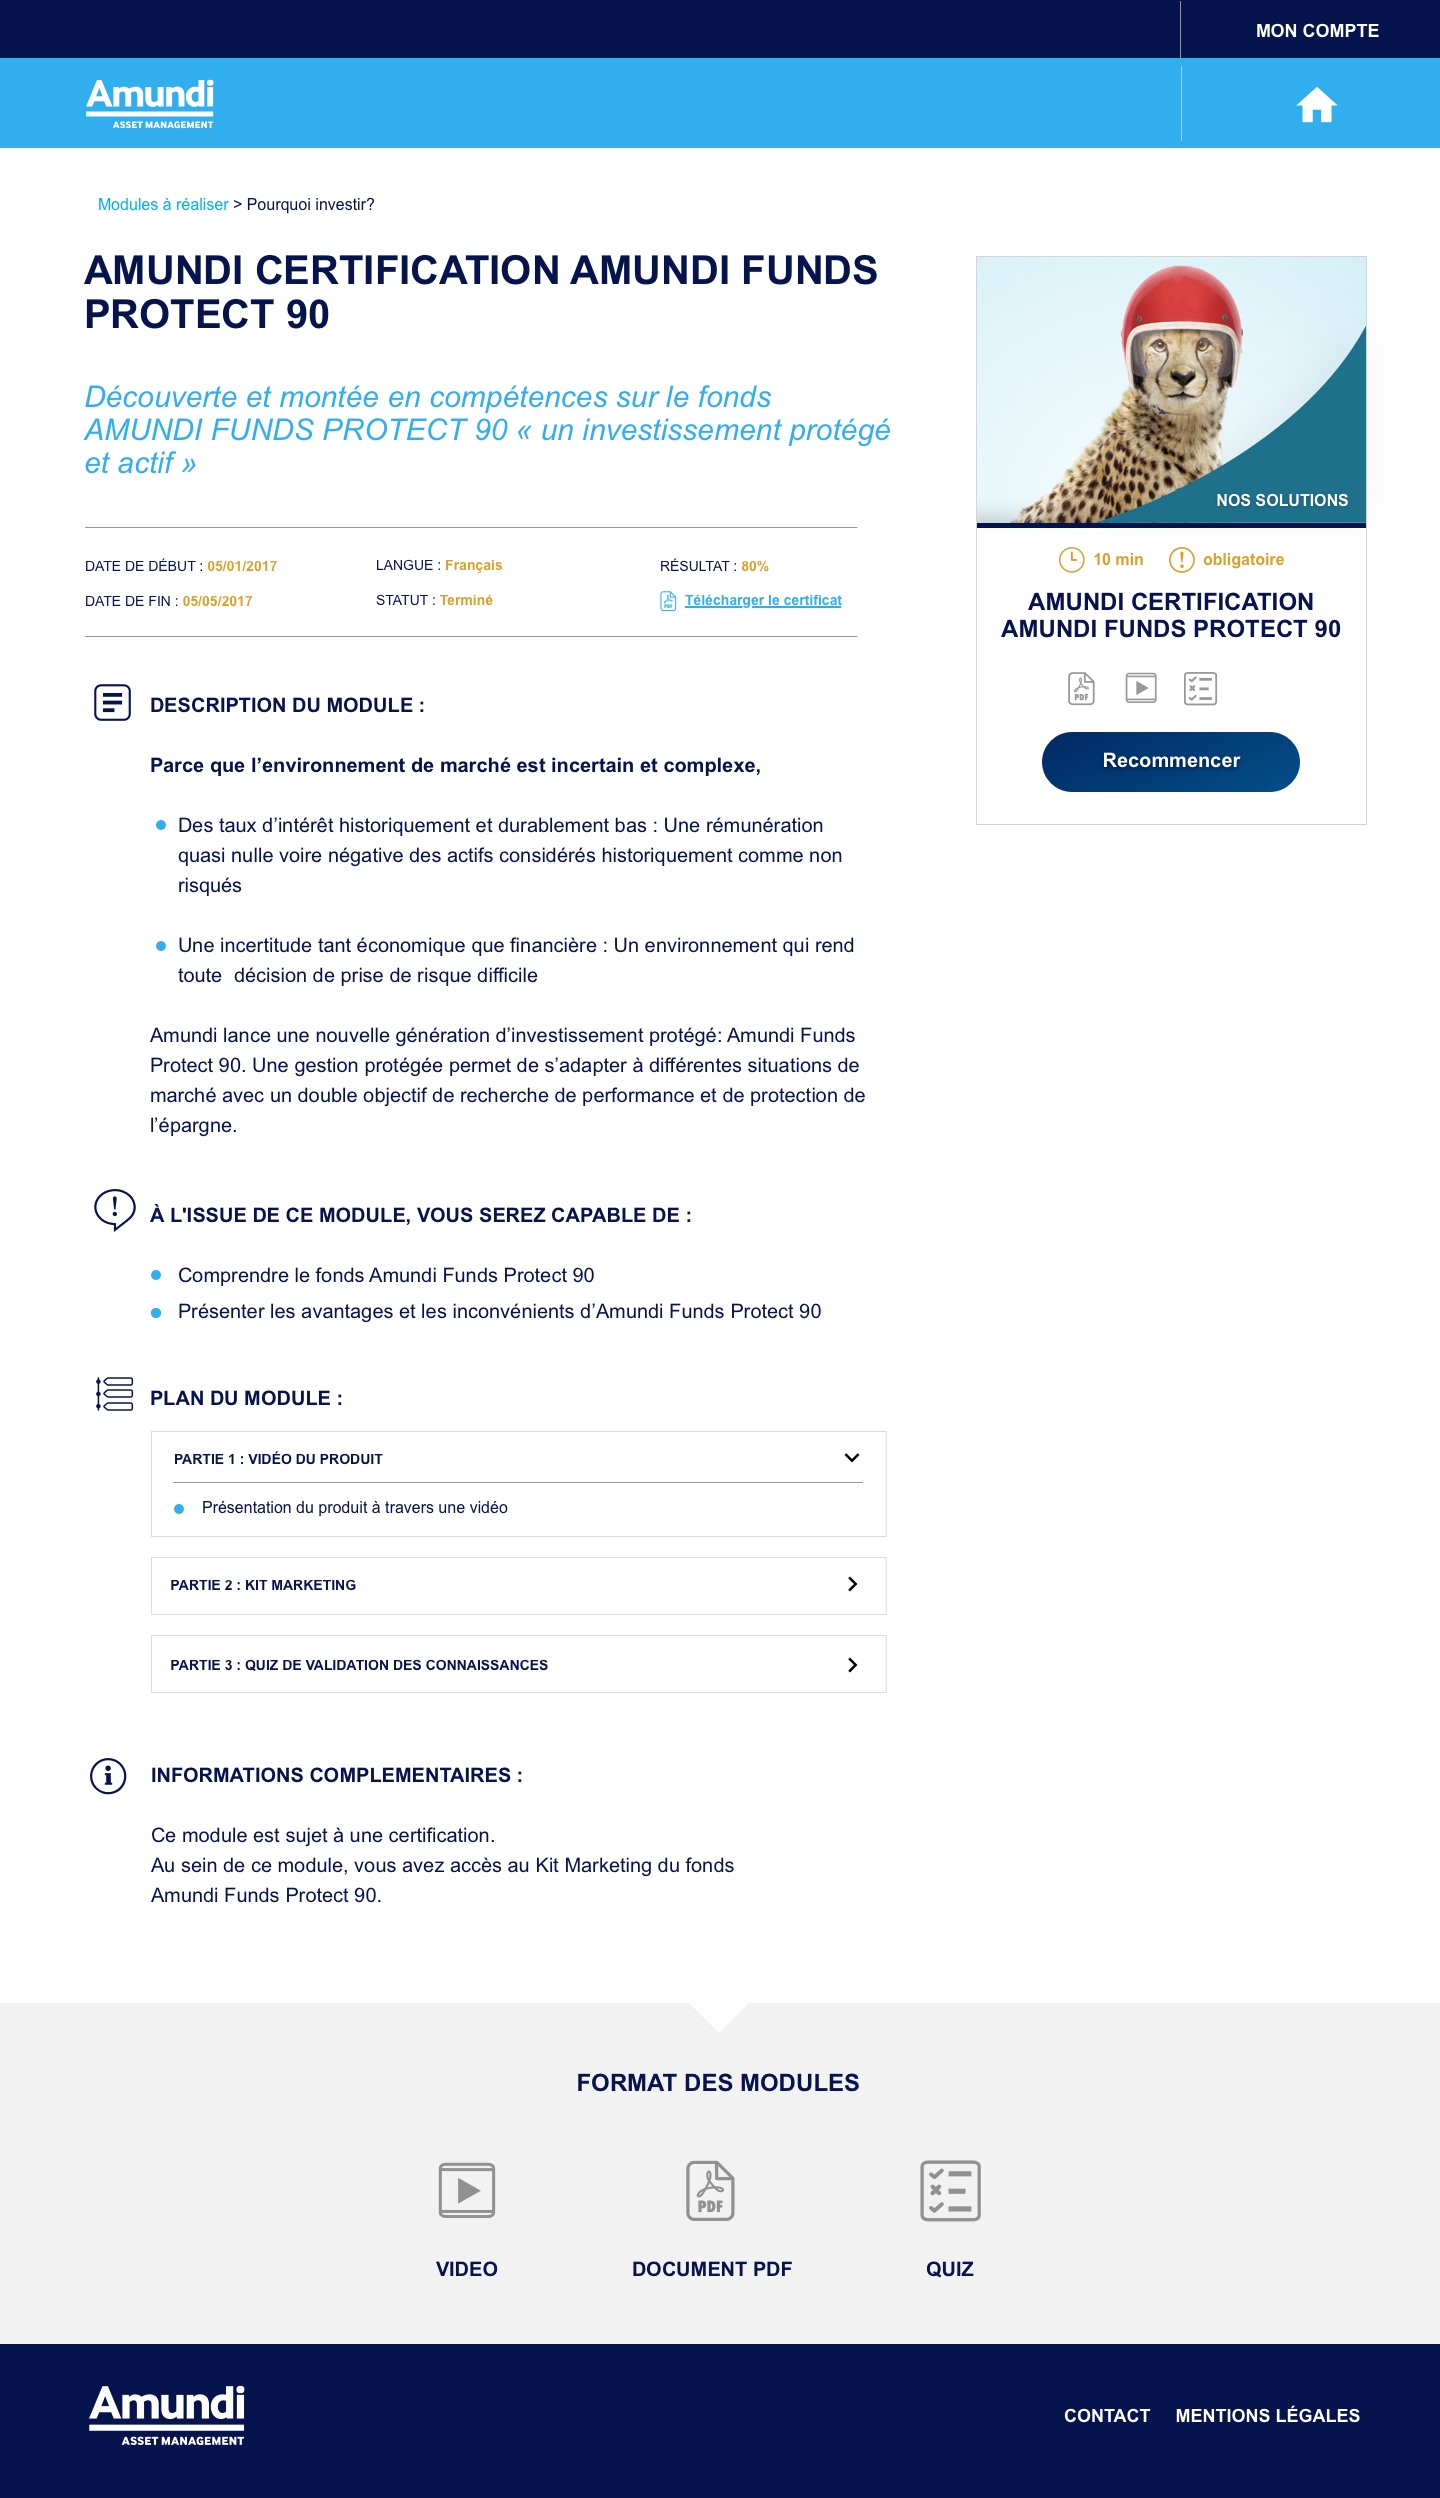 MON COMPTE
Amundi
ASSET MANAGEMENT
Modules à réaliser > Pourquoi investir?
AMUNDI CERTIFICATION AMUNDI FUNDS
PROTECT 90
Découverte et montée en compétences sur le fonds
AMUNDI FUNDS PROTECT 90 « un investissement protégé
et actif »
DATE DE DÉBUT : 05/01/2017
LANGUE : Français
RÉSULTAT : 80%
DATE DE FIN : 05/05/2017
STATUT : Terminé
PDF
Télécharger le certificat
NOS SOLUTIONS
10 min
obligatoire
AMUNDI CERTIFICATION
AMUNDI FUNDS PROTECT 90
PDF
Recommencer
DESCRIPTION DU MODULE :
Parce que l’environnement de marché est incertain et complexe,
Des taux d’intérêt historiquement et durablement bas : Une rémunération
quasi nulle voire négative des actifs considérés historiquement comme non
risqués
Une incertitude tant économique que financière : Un environnement qui rend
toute  décision de prise de risque difficile
Amundi lance une nouvelle génération d’investissement protégé: Amundi Funds
Protect 90. Une gestion protégée permet de s’adapter à différentes situations de
marché avec un double objectif de recherche de performance et de protection de
l’épargne.
À L'ISSUE DE CE MODULE, VOUS SEREZ CAPABLE DE :
Comprendre le fonds Amundi Funds Protect 90
Présenter les avantages et les inconvénients d’Amundi Funds Protect 90
PLAN DU MODULE :
PARTIE 1 : VIDÉO DU PRODUIT
Présentation du produit à travers une vidéo
PARTIE 2 : KIT MARKETING
PARTIE 3 : QUIZ DE VALIDATION DES CONNAISSANCES
INFORMATIONS COMPLEMENTAIRES :
Ce module est sujet à une certification.
Au sein de ce module, vous avez accès au Kit Marketing du fonds
Amundi Funds Protect 90.
FORMAT DES MODULES
PDF
VIDEO
DOCUMENT PDF
QUIZ
Amundi
ASSET MANAGEMENT
CONTACT
MENTIONS LÉGALES